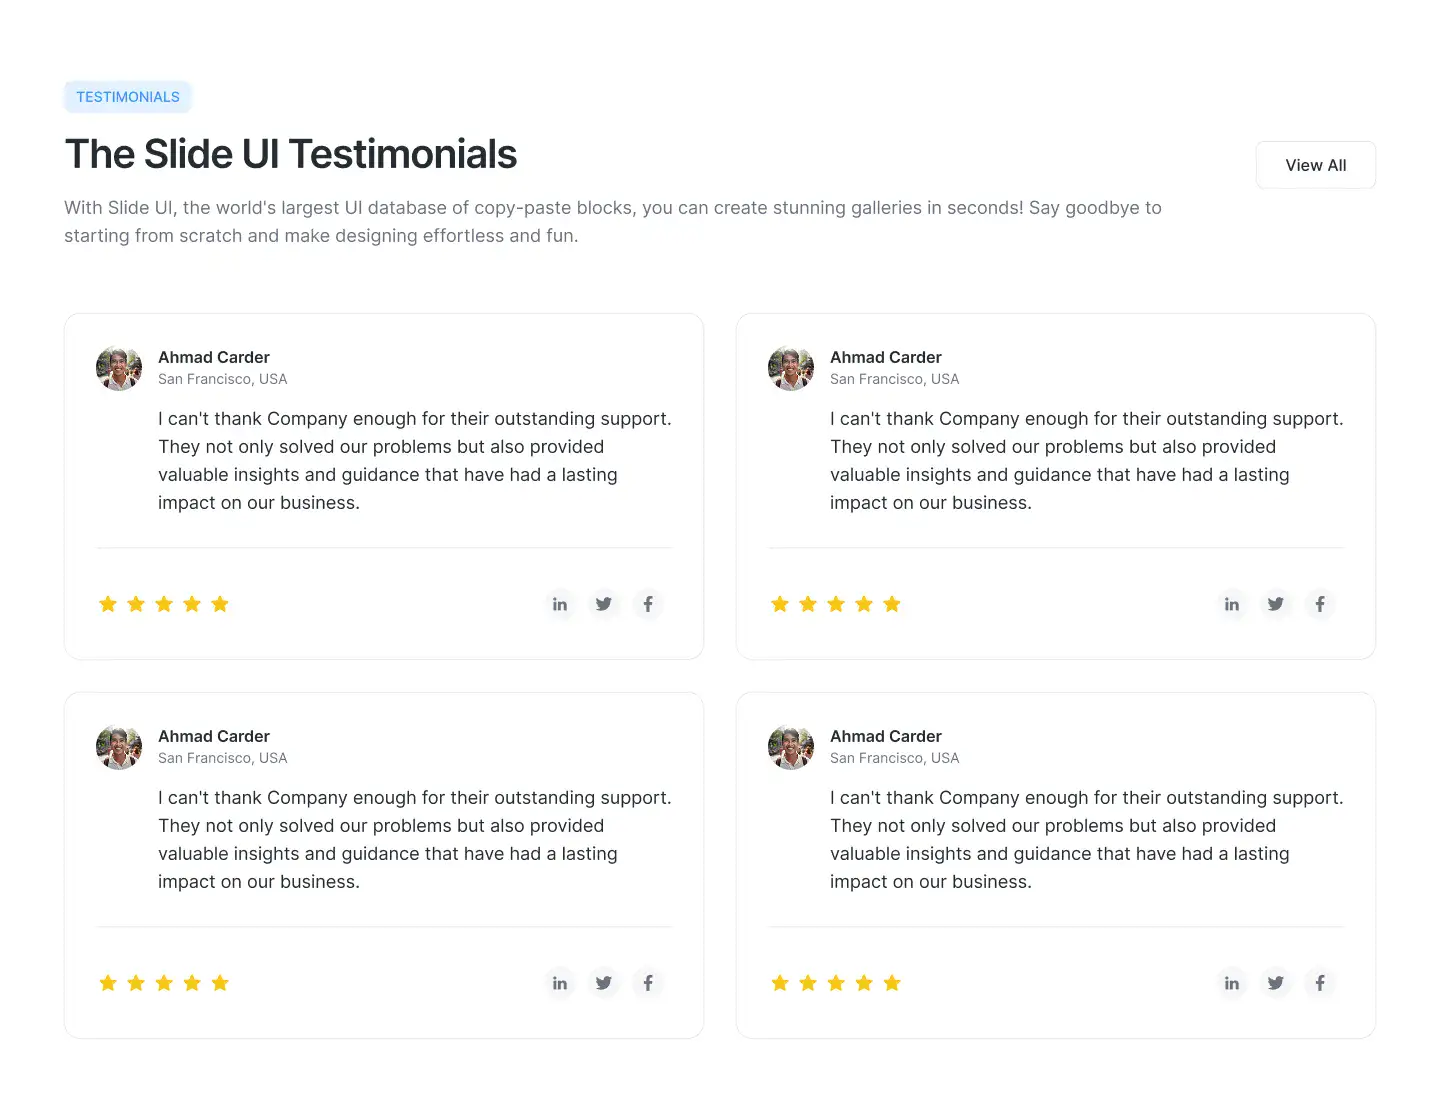 TESTIMONIALS
The Slide UI Testimonials
View All
With Slide UI, the world's largest UI database of copy-paste blocks, you can create stunning galleries in seconds! Say goodbye to
starting from scratch and make designing effortless and fun.
Ahmad Carder
San Francisco, USA
I can't thank Company enough for their outstanding support.
They not only solved our problems but also provided
valuable insights and guidance that have had a lasting
impact on our business.
in
Ahmad Carder
San Francisco, USA
I can't thank Company enough for their outstanding support.
They not only solved our problems but also provided
valuable insights and guidance that have had a lasting
impact on our business.
in
Ahmad Carder
San Francisco, USA
I can't thank Company enough for their outstanding support.
They not only solved our problems but also provided
valuable insights and guidance that have had a lasting
impact on our business.
in
Ahmad Carder
San Francisco, USA
I can't thank Company enough for their outstanding support.
They not only solved our problems but also provided
valuable insights and guidance that have had a lasting
impact on our business.
in